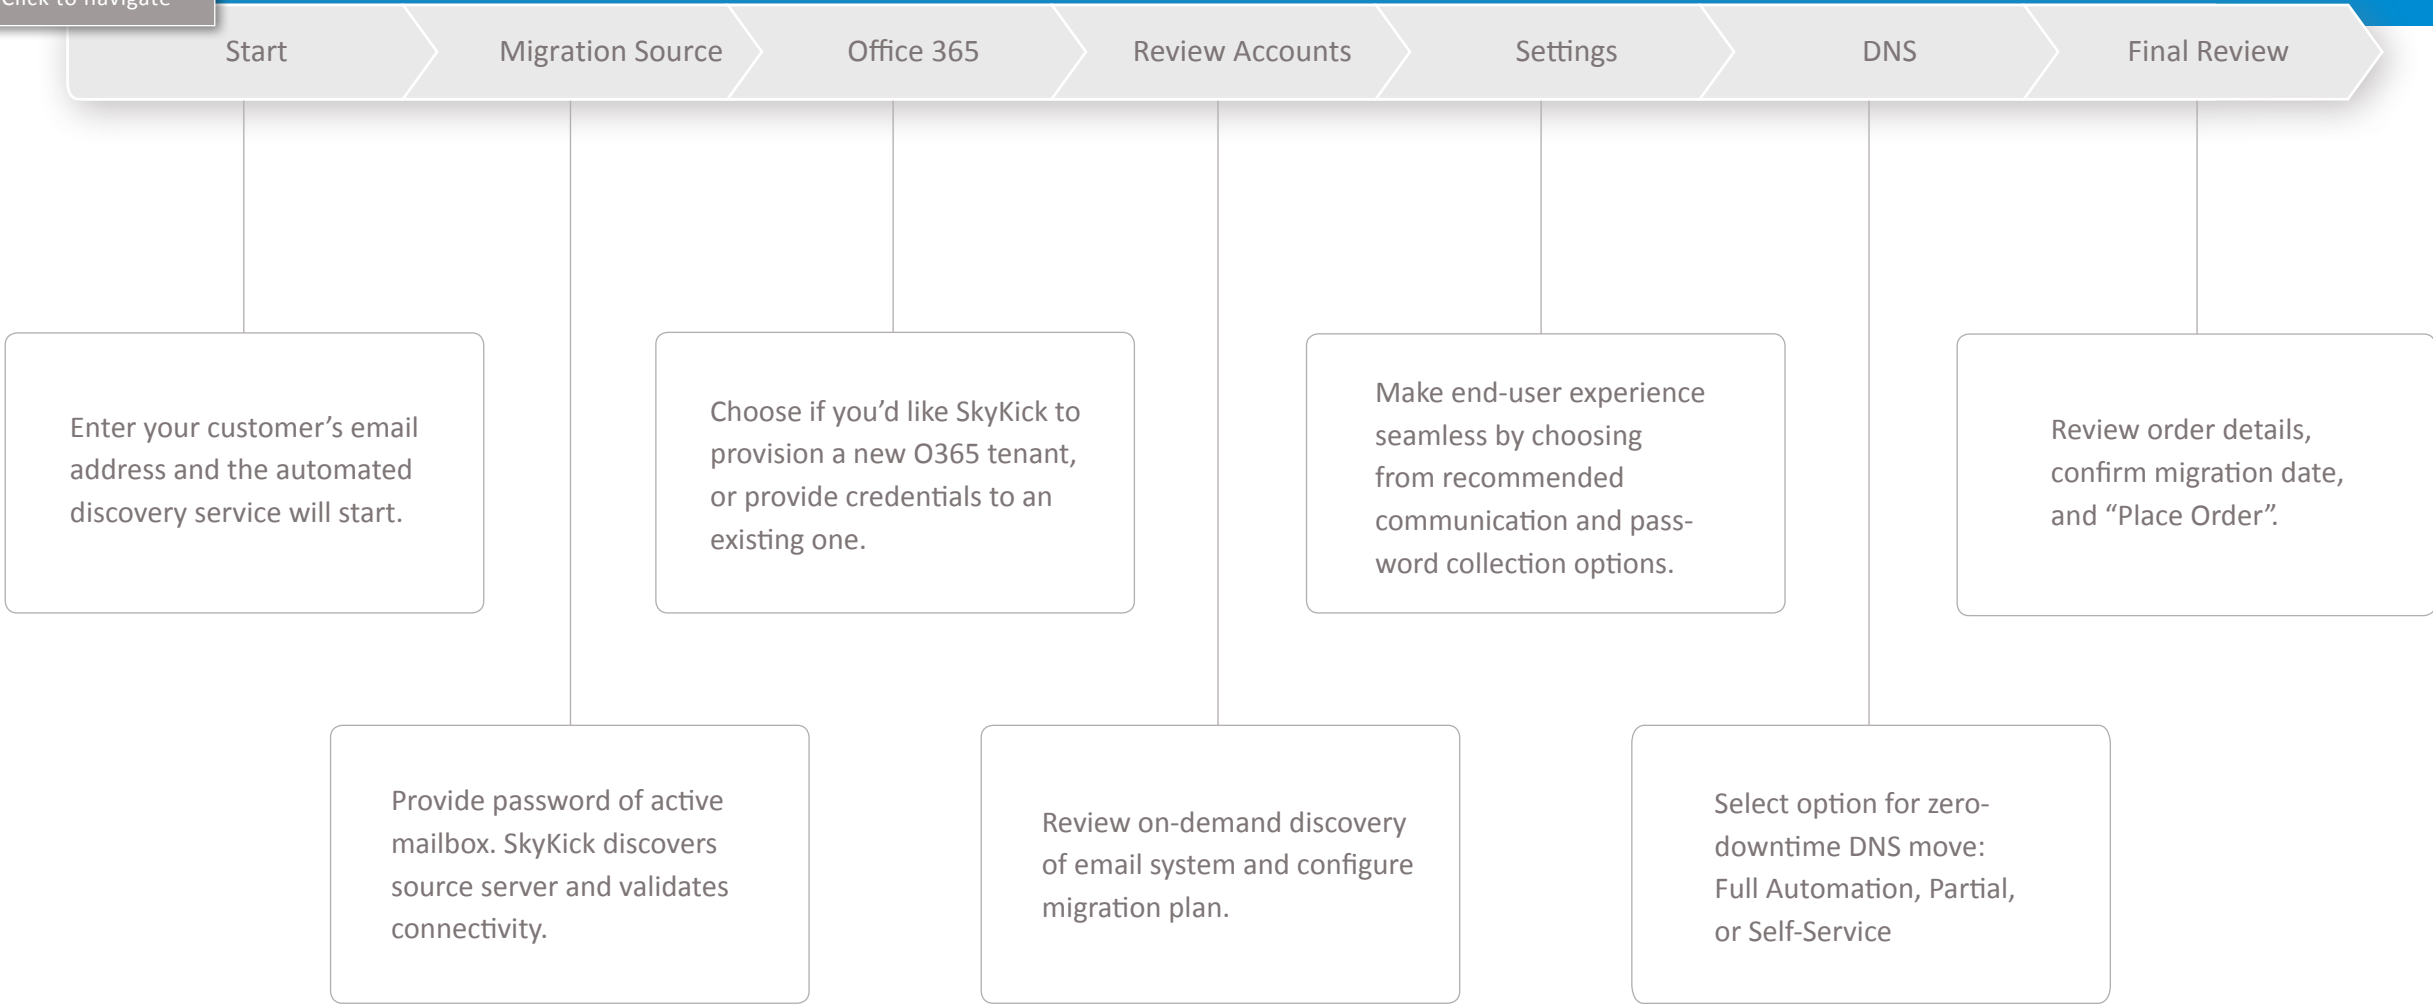 Click to navigate
Start
Migration Source
Office 365
Review Accounts
Settings
DNS
Final Review
Enter your customer’s email
address and the automated
discovery service will start.
Choose if you’d like SkyKick to
provision a new O365 tenant,
or provide credentials to an
existing one.
Make end-user experience
seamless by choosing
from recommended
communication and pass-
word collection options.
Review order details,
confirm migration date,
and “Place Order”.
Provide password of active
mailbox. SkyKick discovers
source server and validates
connectivity.
Review on-demand discovery
of email system and configure
migration plan.
Select option for zero-
downtime DNS move:
Full Automation, Partial,
or Self-Service